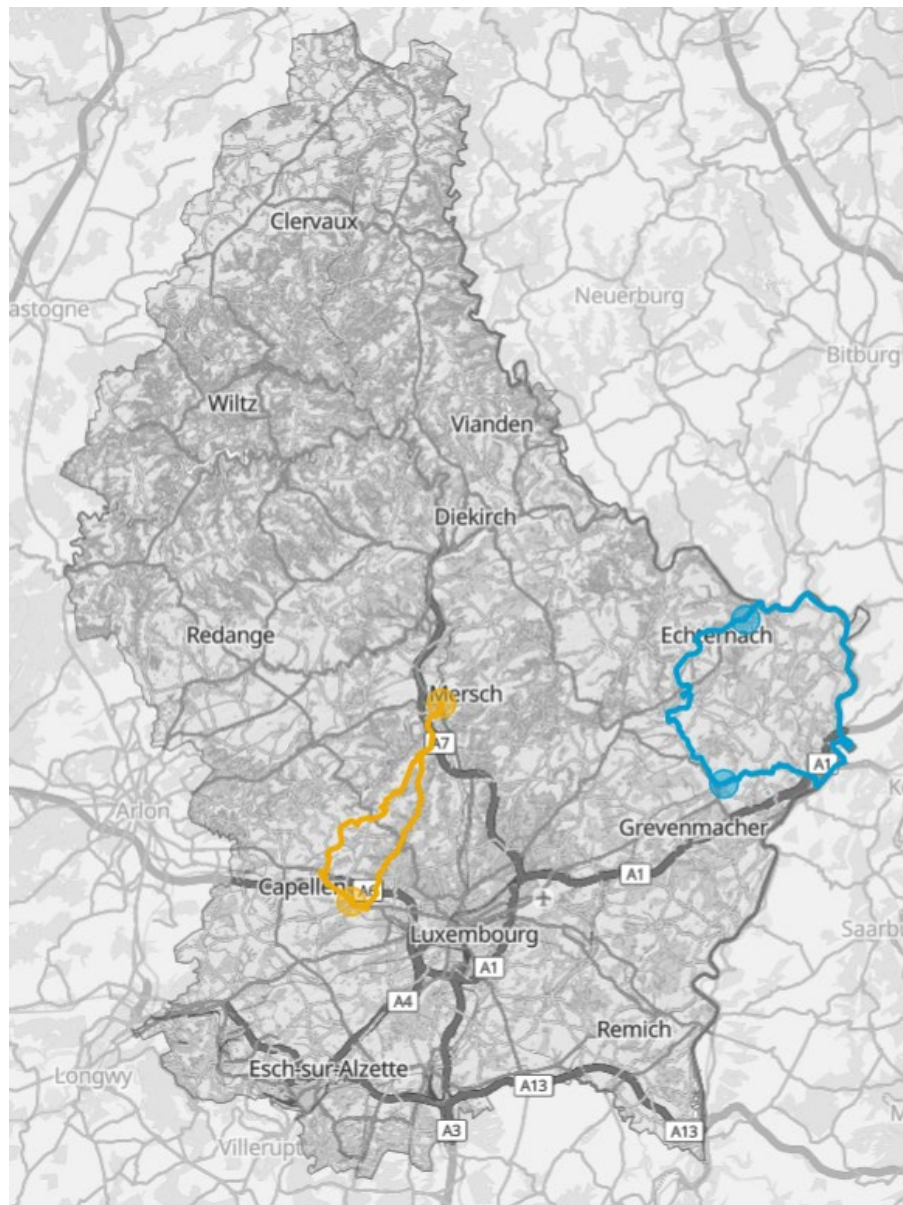 Clervaux
Neuerburg
astogne
Bitburg
Wiltz
Vianden
Diekirch
Redange
Echternach
Mersch
A7
A1
Arlon
Grevenmacher
A1
Capellen
A6
Luxembourg
Saarb
A1
A4
Remich
Esch-sur-Alzette
Longwy
A13
A3
A13
Villerupt